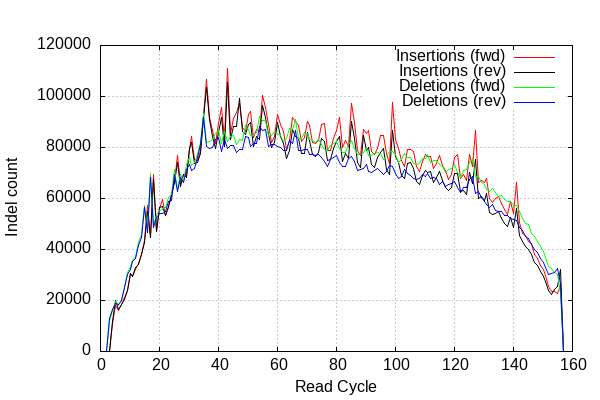 120000
100000
80000
60000
40000
20000
0
Indel count
Insertions (fwd)
Insertions (rev)
Deletions (fwd)
Deletions (rev)
0 20 40 60 80 100 120 140 160
Read Cycle